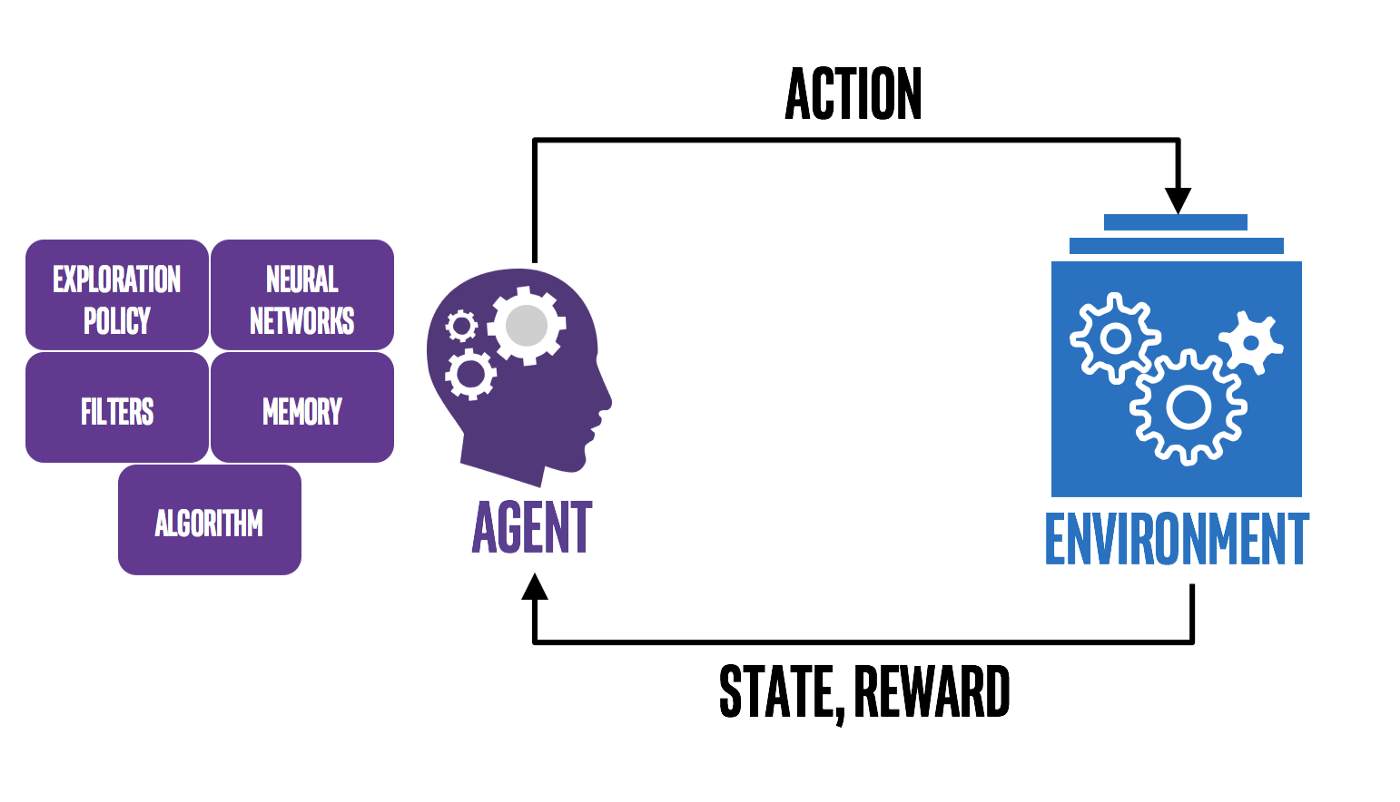 ACTION
EXPLORATION
POLICY
NEURAL
NETWORKS
FILTERS
MEMORY
ALGORITHM
AGENT
ENVIRONMENT
STATE, REWARD